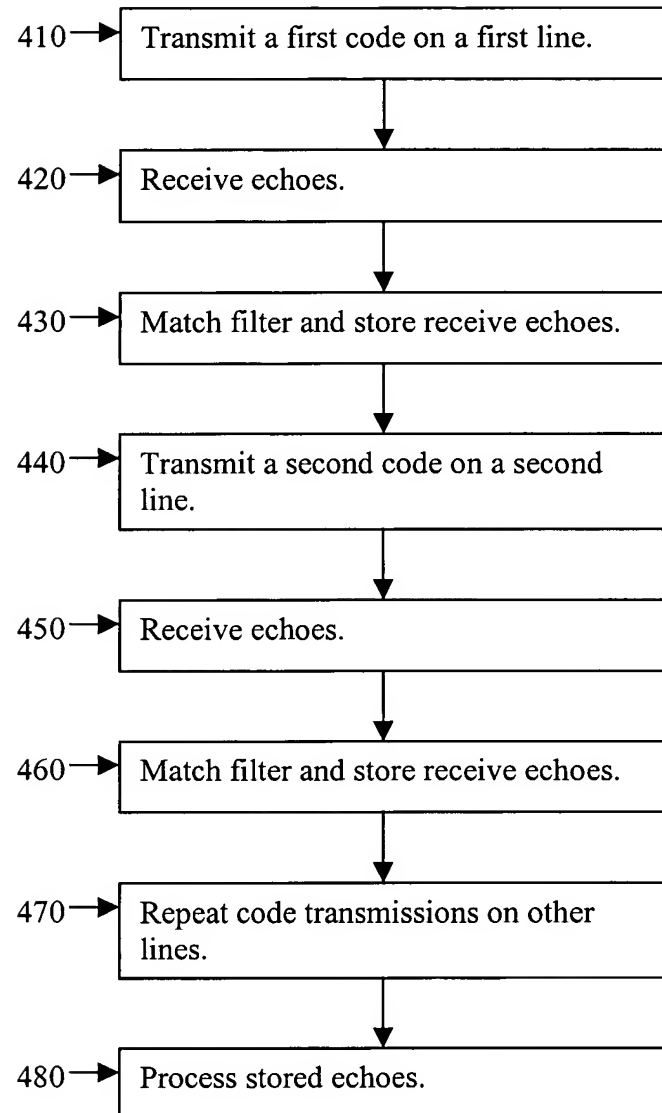 410 Transmit a first code on a first line.
420 Receive echoes.
430 Match filter and store receive echoes.
440 Transmit a second code on a second
line.
450 Receive echoes.
460 Match filter and store receive echoes.
470 Repeat code transmissions on other
lines.
480 Process stored echoes.